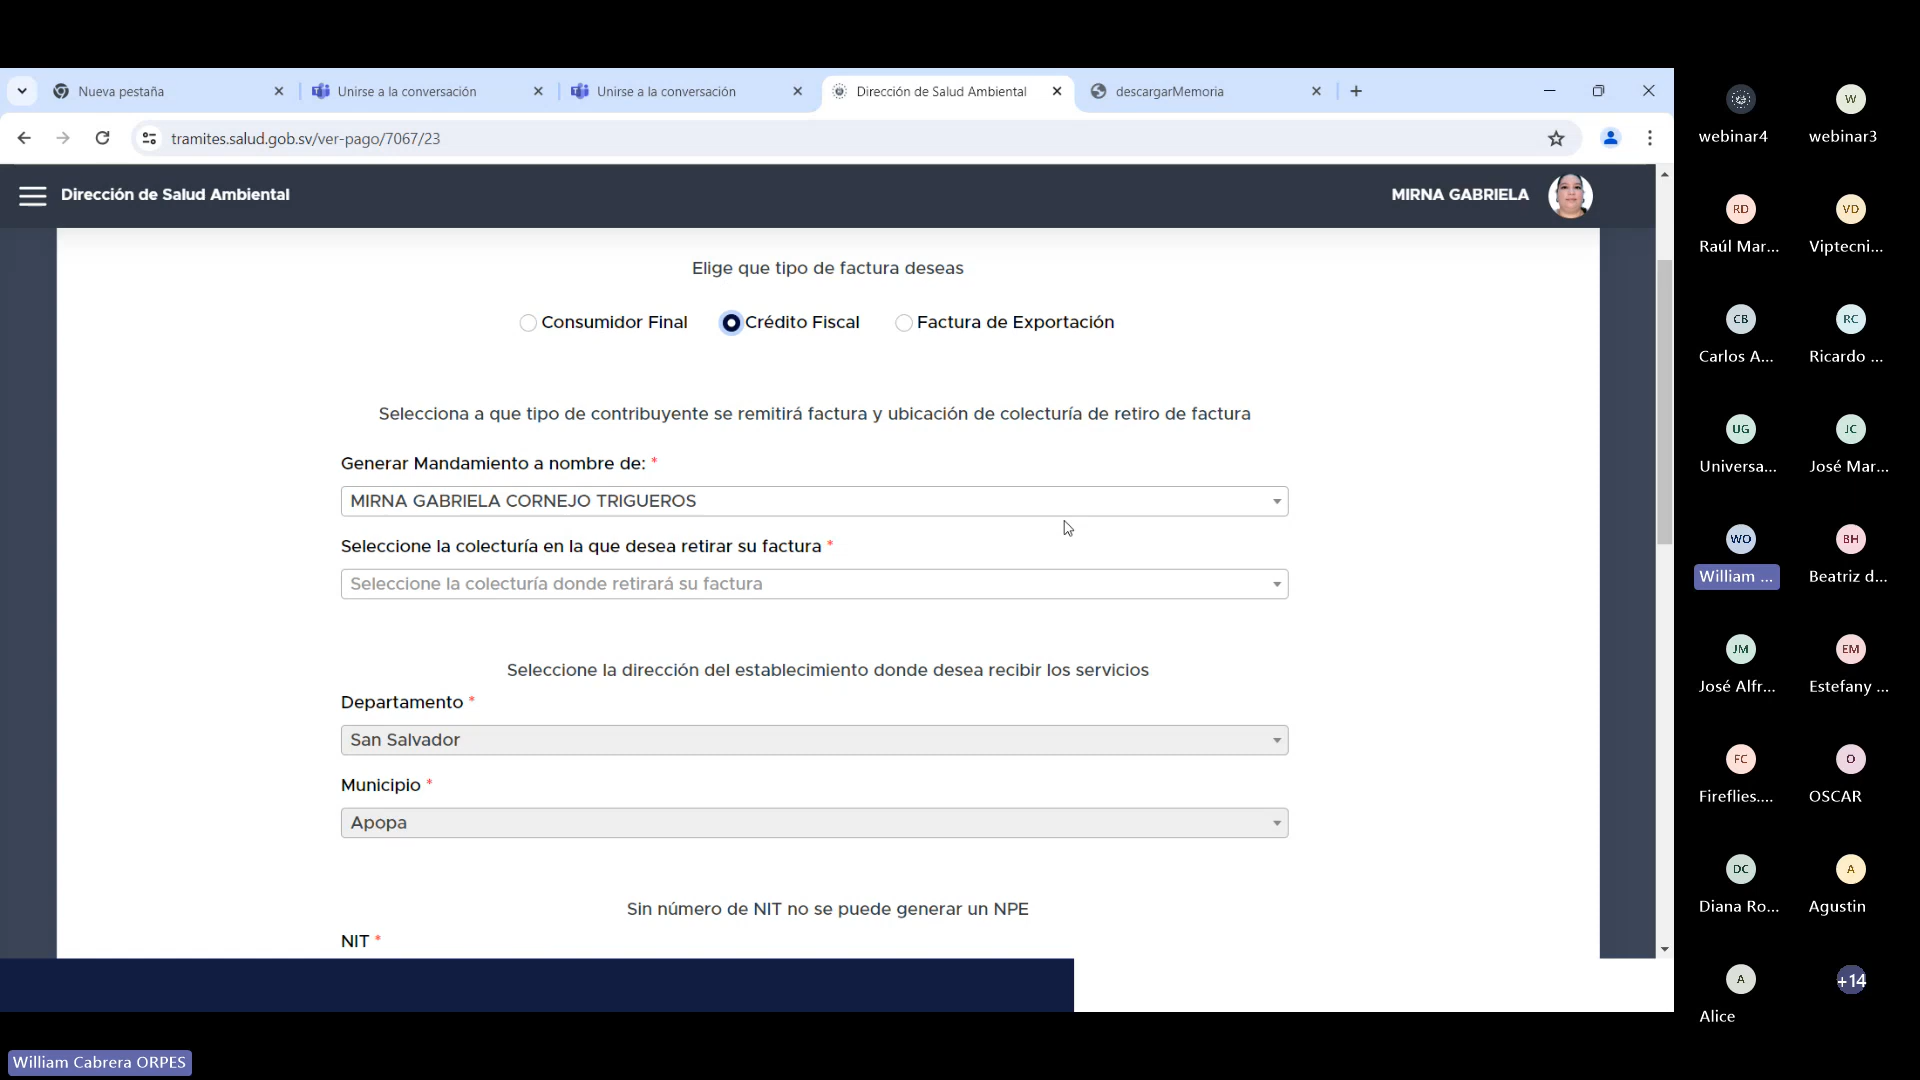 Nueva pestaña
Unirse a la conversación
Unirse a la conversación
Dirección de Salud Ambiental
descargarMemoria
tramites.salud.gob.sv/ver-pago/7067/23
Dirección de Salud Ambiental
MIRNA GABRIELA
Elige que tipo de factura deseas
Consumidor Final
Crédito Fiscal
Factura de Exportación
Selecciona a que tipo de contribuyente se remitirá factura y ubicación de colecturía de retiro de factura
Generar Mandamiento a nombre de: *
MIRNA GABRIELA CORNEJO TRIGUEROS
Seleccione la colecturía en la que desea retirar su factura *
Seleccione la colecturía donde retirará su factura
Seleccione la dirección del establecimiento donde desea recibir los servicios
Departamento *
San Salvador
Municipio *
Apopa
Sin número de NIT no se puede generar un NPE
NIT *
webinar4
W
webinar3
RD
Raúl Mar...
VD
Viptecni...
CB
Carlos A...
RC
Ricardo ...
UG
Universa...
JC
José Mar...
WO
William ...
BH
Beatriz d...
JM
José Alfr...
EM
Estefany ...
FC
Fireflies....
O
OSCAR
DC
Diana Ro...
A
Agustin
A
Alice
+14
William Cabrera ORPES